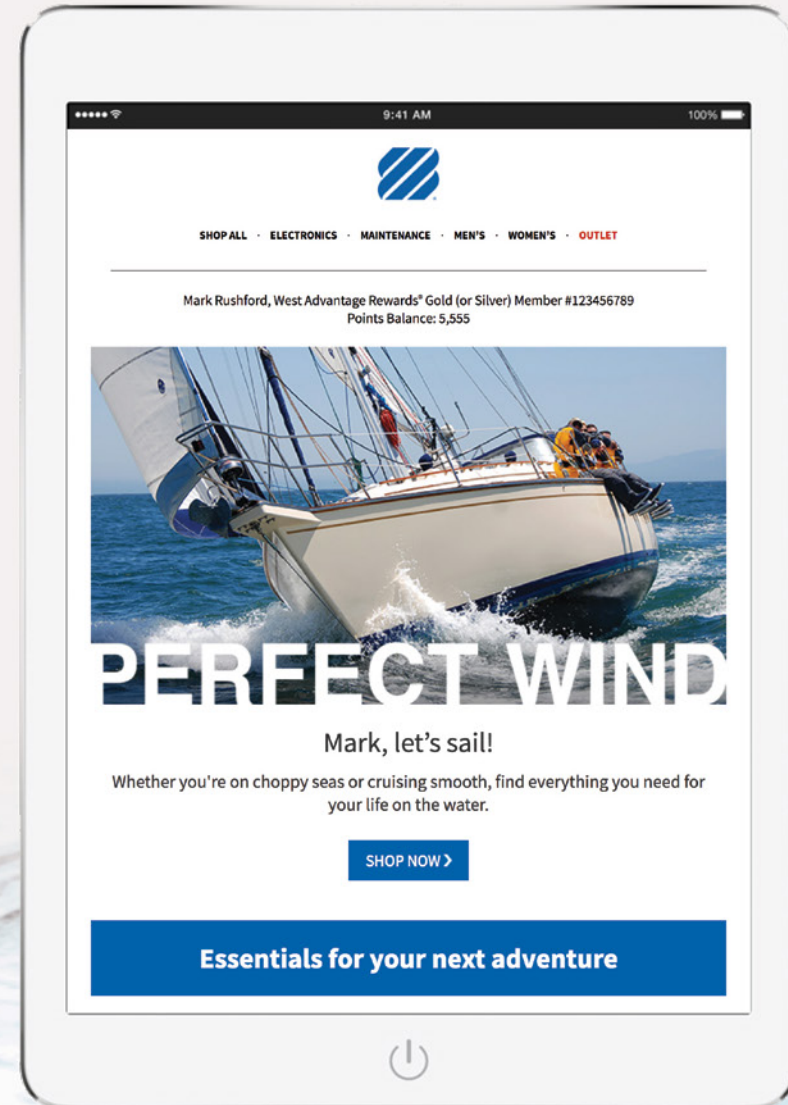 9:41 AM
100%
SHOP ALL · ELECTRONICS · MAINTENANCE · MEN'S · WOMEN'S · OUTLET
Mark Rushford, West Advantage Rewards® Gold (or Silver) Member #123456789
Points Balance: 5,555
PERFECT WIND
Mark, let's sail!
Whether you're on choppy seas or cruising smooth, find everything you need for
your life on the water.
SHOP NOW ❯
Essentials for your next adventure